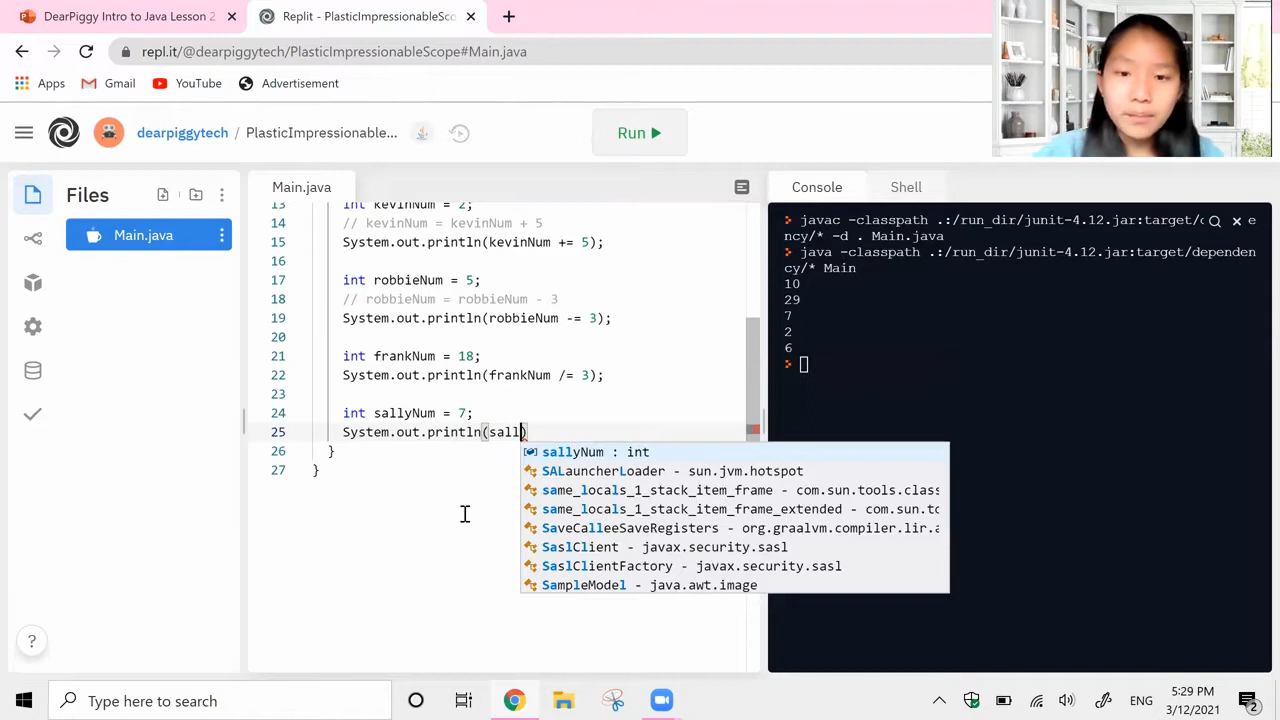 DearPiggy Intro to Java Lesson 2
Replit - PlasticImpressionableSco
repl.it/@dearpiggytech/PlasticImpressionableScope#Main.java
Apps Gmail YouTube Advertisement
dearpiggytech / PlasticImpressionable...
Run
Files
Main.java
Main.java
13 int kevinNum = 2;
14 // kevinNum = kevinNum + 5
15 System.out.println(kevinNum += 5);
16
17 int robbieNum = 5;
18 // robbieNum = robbieNum - 3
19 System.out.println(robbieNum -= 3);
20
21 int frankNum = 18;
22 System.out.println(frankNum /= 3);
23
24 int sallyNum = 7;
25 System.out.println(sall)
26 }
27 }
sallyNum : int
SALauncherLoader - sun.jvm.hotspot
same_locals_1_stack_item_frame - com.sun.tools.class
same_locals_1_stack_item_frame_extended - com.sun.to
SaveCalleeSaveRegisters - org.graalvm.compiler.lir.a
SaslClient - javax.security.sasl
SaslClientFactory - javax.security.sasl
SampleModel - java.awt.image
Console Shell
javac -classpath .:/run_dir/junit-4.12.jar:target/ e
ncy/* -d . Main.java
java -classpath .:/run_dir/junit-4.12.jar:target/dependen
cy/* Main
10
29
7
2
6
?
Type here to search
ENG
5:29 PM
3/12/2021
2